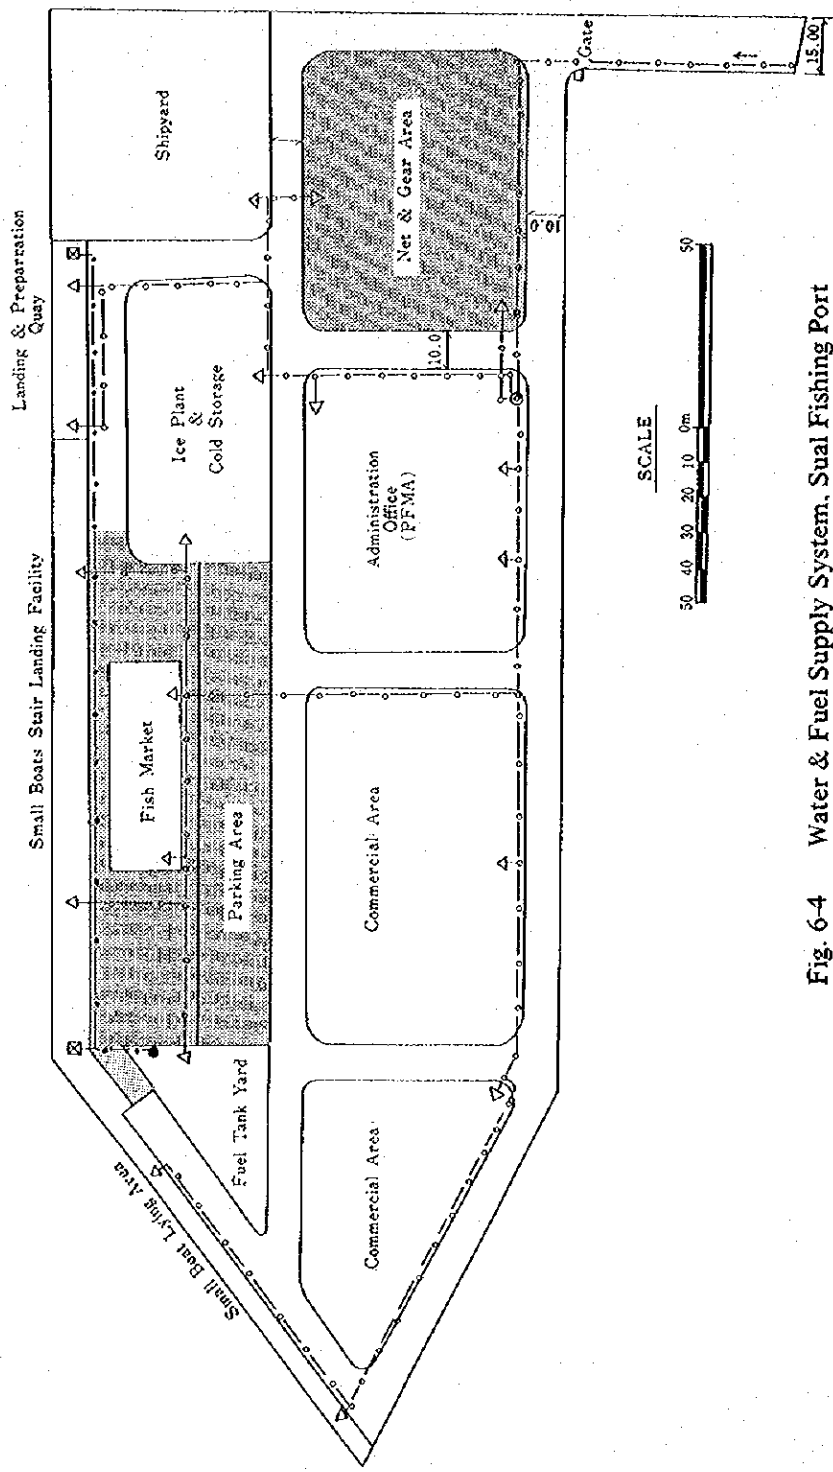 Landing & Preparnation
Quay
Small Boats Stair Landing Facility
Small Boat Lying Area
Shipyard
Ice Plant
&
Cold Storage
Fish Market
Parking Area
Fuel Tank Yard
Net & Gear Area
Administration
Office
(PFMA)
Commercial Area
Commercial Area
10.0
10.0
Gate
15.00
SCALE
50 40 30 20 10 0m 50
Fig. 6-4 Water & Fuel Supply System, Sual Fishing Port